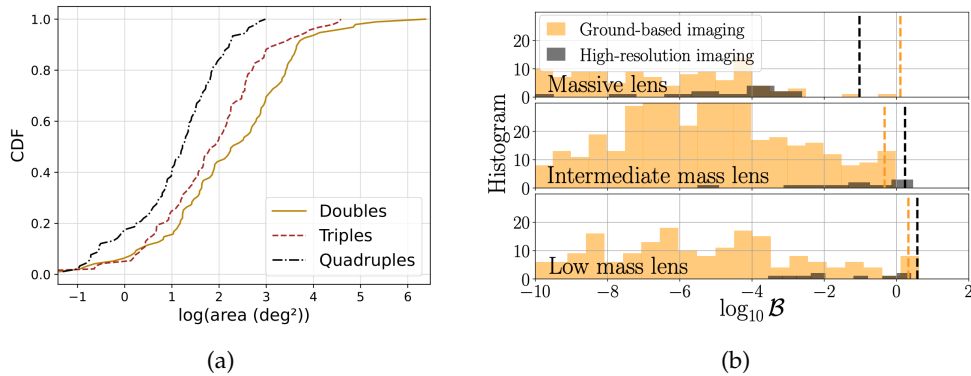 1.0
0.8
0.6
0.4
0.2
0.0
CDF
Doubles
Triples
Quadruples
−1 0 1 2 3 4 5 6
log(area (deg²))
(a)
Histogram
20
10
0
Ground-based imaging
High-resolution imaging
Massive lens
20
10
0
Intermediate mass lens
20
10
0
Low mass lens
−10 −8 −6 −4 −2 0 2
log₁₀ 𝓑
(b)